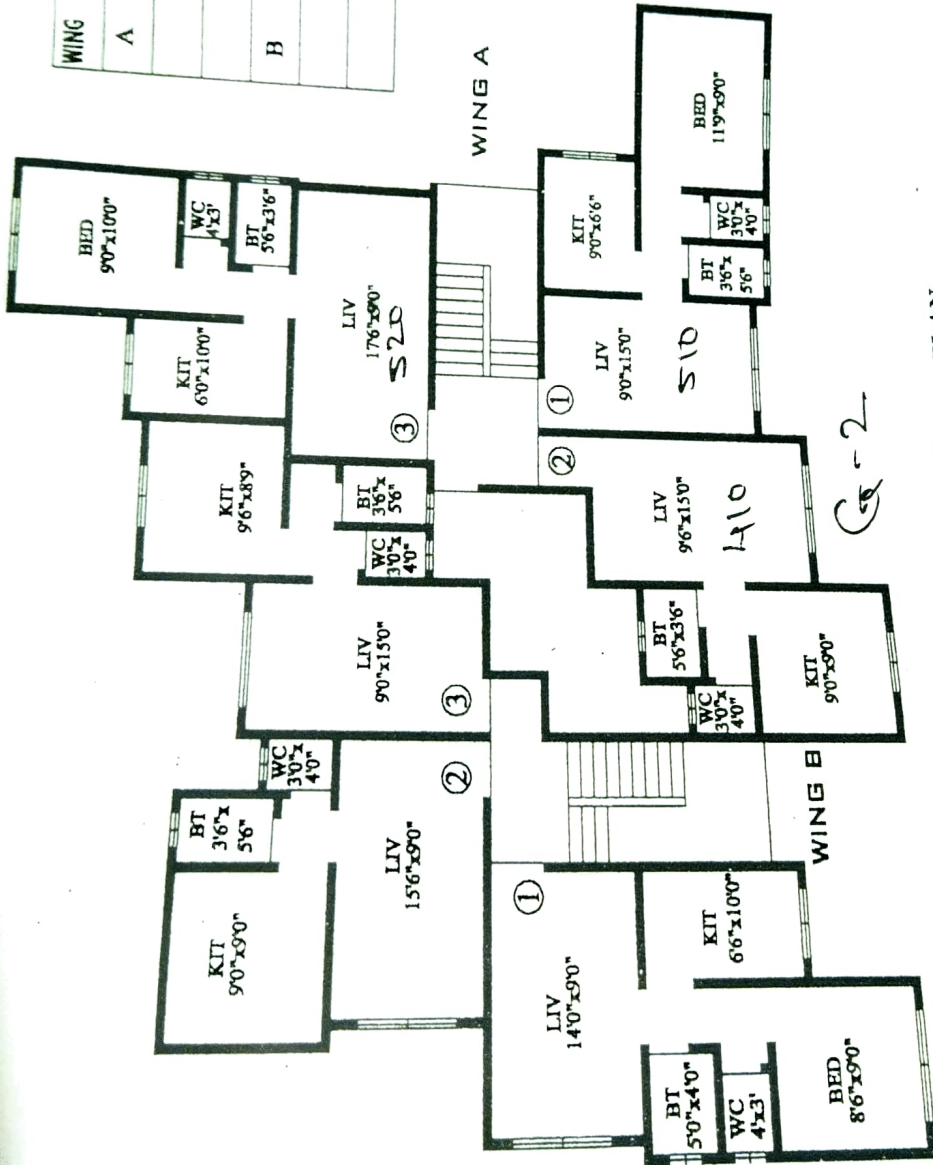 WING
A
B
WING A
BED
9'0"x10'0"
WC
4'x3'
BT
5'6"x3'6"
KIT
6'0"x10'0"
LIV
17'6"x9'0"
520
③
BED
11'9"x9'0"
KIT
9'0"x6'6"
WC
3'0"x
4'0"
BT
3'6"x
5'6"
LIV
9'0"x15'0"
510
①
②
LIV
9'6"x15'0"
410
KIT
9'6"x8'9"
BT
3'6"x
5'6"
WC
3'0"x
4'0"
LIV
9'0"x15'0"
③
BT
5'6"x3'6"
WC
3'0"x
4'0"
KIT
9'0"x9'0"
WING B
WC
3'0"x
4'0"
BT
3'6"x
5'6"
②
LIV
15'6"x9'0"
KIT
9'0"x9'0"
①
LIV
14'0"x9'0"
KIT
6'6"x10'0"
BT
5'0"x4'0"
WC
4'x3'
BED
8'6"x9'0"